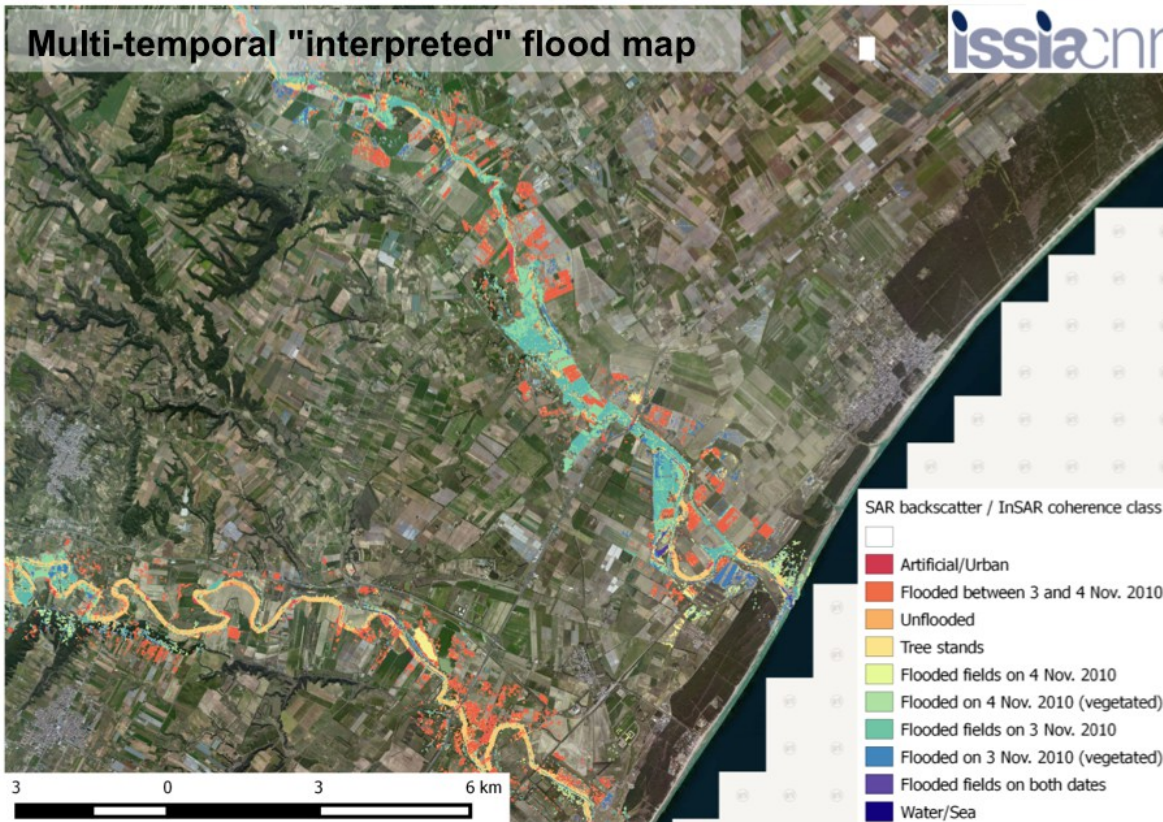 Multi-temporal "interpreted" flood map
issiacnr
SAR backscatter / InSAR coherence class
Artificial/Urban
Flooded between 3 and 4 Nov. 2010
Unflooded
Tree stands
Flooded fields on 4 Nov. 2010
Flooded on 4 Nov. 2010 (vegetated)
Flooded fields on 3 Nov. 2010
Flooded on 3 Nov. 2010 (vegetated)
Flooded fields on both dates
Water/Sea
3 0 3 6 km